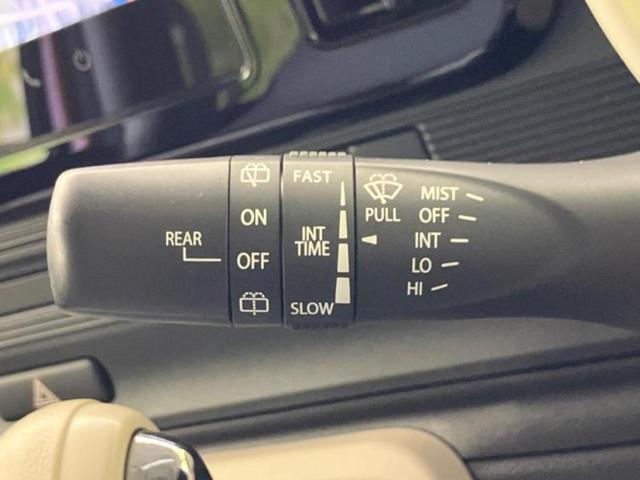 REAR
ON
OFF
FAST
INT
TIME
SLOW
PULL
MIST
OFF
INT
LO
HI